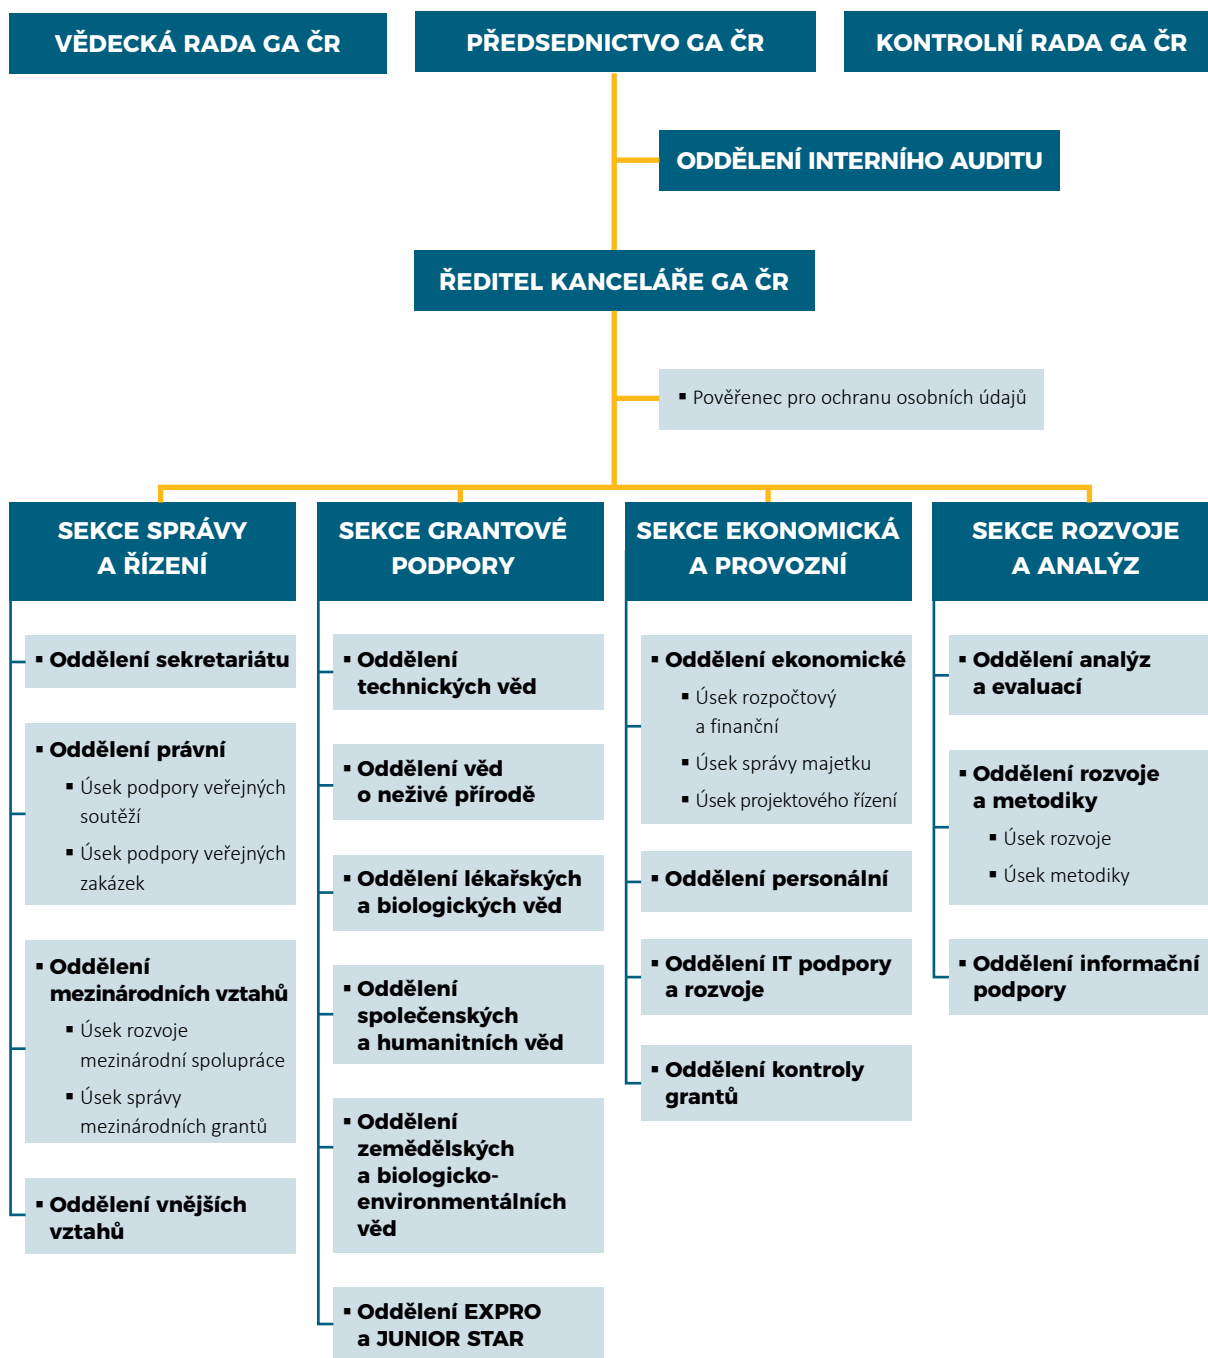 VĚDECKÁ RADA GA ČR
PŘEDSEDNICTVO GA ČR
KONTROLNÍ RADA GA ČR
ODDĚLENÍ INTERNÍHO AUDITU
ŘEDITEL KANCELÁŘE GA ČR
▪ Pověřenec pro ochranu osobních údajů
SEKCE SPRÁVY
A ŘÍZENÍ
▪ Oddělení sekretariátu
▪ Oddělení právní
▪ Úsek podpory veřejných
soutěží
▪ Úsek podpory veřejných
zakázek
▪ Oddělení
mezinárodních vztahů
▪ Úsek rozvoje
mezinárodní spolupráce
▪ Úsek správy
mezinárodních grantů
▪ Oddělení vnějších
vztahů
SEKCE GRANTOVÉ
PODPORY
▪ Oddělení
technických věd
▪ Oddělení věd
o neživé přírodě
▪ Oddělení lékařských
a biologických věd
▪ Oddělení
společenských
a humanitních věd
▪ Oddělení
zemědělských
a biologicko-
environmentálních
věd
▪ Oddělení EXPRO
a JUNIOR STAR
SEKCE EKONOMICKÁ
A PROVOZNÍ
▪ Oddělení ekonomické
▪ Úsek rozpočtový
a finanční
▪ Úsek správy majetku
▪ Úsek projektového řízení
▪ Oddělení personální
▪ Oddělení IT podpory
a rozvoje
▪ Oddělení kontroly
grantů
SEKCE ROZVOJE
A ANALÝZ
▪ Oddělení analýz
a evaluací
▪ Oddělení rozvoje
a metodiky
▪ Úsek rozvoje
▪ Úsek metodiky
▪ Oddělení informační
podpory